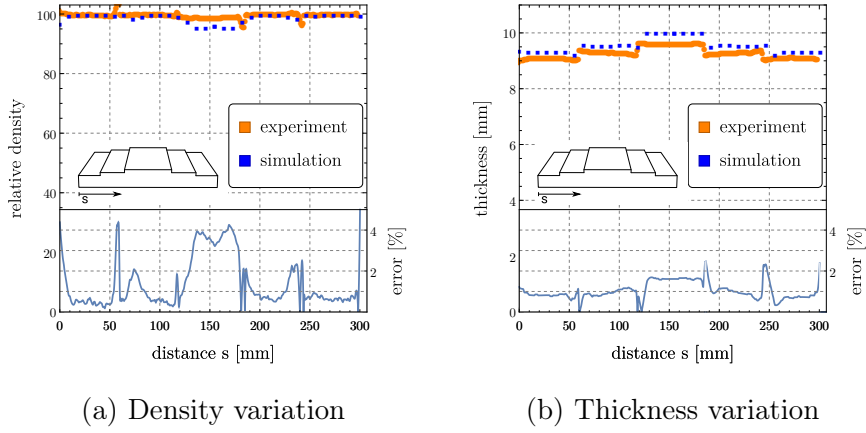 100
80
60
40
20
0
relative density
experiment
simulation
s
4
2
error [%]
0 50 100 150 200 250 300
distance s [mm]
(a) Density variation
10
8
6
4
2
0
thickness [mm]
experiment
simulation
s
4
2
error [%]
0 50 100 150 200 250 300
distance s [mm]
(b) Thickness variation